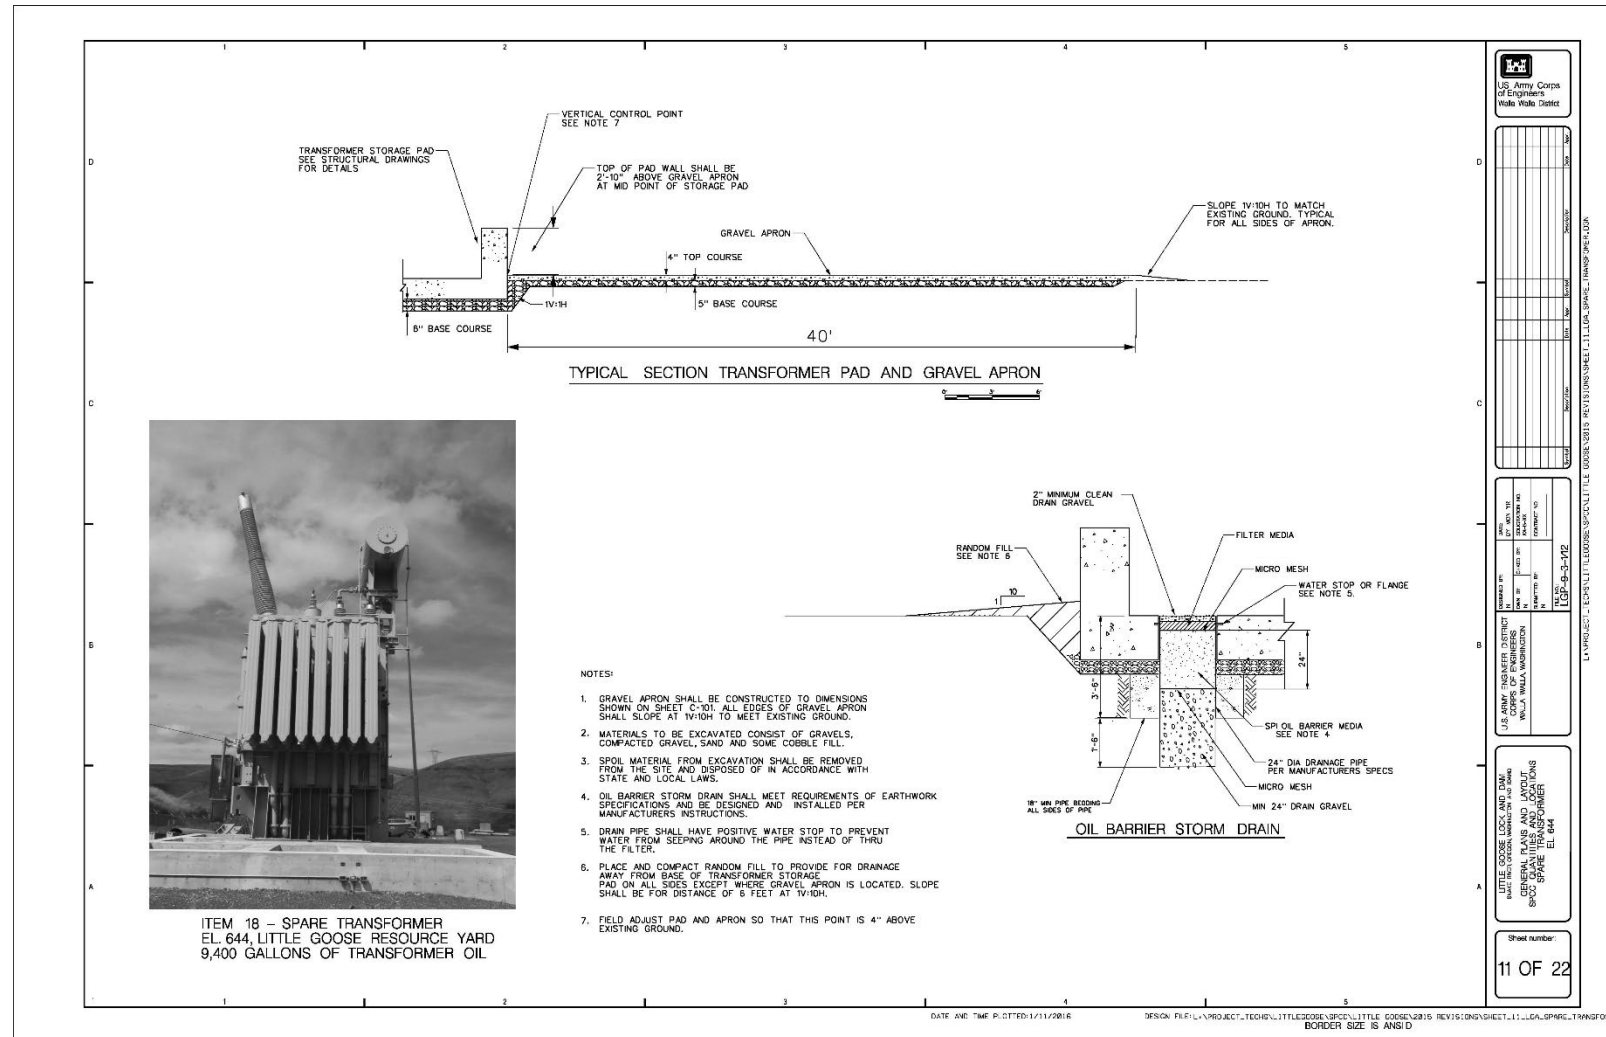 1
2
3
4
5
D
C
B
A
VERTICAL CONTROL POINT
SEE NOTE 7
TRANSFORMER STORAGE PAD
SEE STRUCTURAL DRAWINGS
FOR DETAILS
TOP OF PAD WALL SHALL BE
2'-10" ABOVE GRAVEL APRON
AT MID POINT OF STORAGE PAD
SLOPE 1V:10H TO MATCH
EXISTING GROUND. TYPICAL
FOR ALL SIDES OF APRON.
GRAVEL APRON
4" TOP COURSE
1V:1H
5" BASE COURSE
6" BASE COURSE
40'
TYPICAL SECTION TRANSFORMER PAD AND GRAVEL APRON
2" MINIMUM CLEAN
DRAIN GRAVEL
FILTER MEDIA
RANDOM FILL
SEE NOTE 6
MICRO MESH
WATER STOP OR FLANGE
SEE NOTE 5.
10
1
24"
3'-6"
SPI OIL BARRIER MEDIA
SEE NOTE 4
24" DIA DRAINAGE PIPE
PER MANUFACTURERS SPECS
MICRO MESH
18" MIN PIPE BEDDING
ALL SIDES OF PIPE
MIN 24" DRAIN GRAVEL
OIL BARRIER STORM DRAIN
NOTES:
1. GRAVEL APRON SHALL BE CONSTRUCTED TO DIMENSIONS
SHOWN ON SHEET C-101. ALL EDGES OF GRAVEL APRON
SHALL SLOPE AT 1V:10H TO MEET EXISTING GROUND.
2. MATERIALS TO BE EXCAVATED CONSIST OF GRAVELS,
COMPACTED GRAVEL, SAND AND SOME COBBLE FILL.
3. SPOIL MATERIAL FROM EXCAVATION SHALL BE REMOVED
FROM THE SITE AND DISPOSED OF IN ACCORDANCE WITH
STATE AND LOCAL LAWS.
4. OIL BARRIER STORM DRAIN SHALL MEET REQUIREMENTS OF EARTHWORK
SPECIFICATIONS AND BE DESIGNED AND INSTALLED PER
MANUFACTURERS INSTRUCTIONS.
5. DRAIN PIPE SHALL HAVE POSITIVE WATER STOP TO PREVENT
WATER FROM SEEPING AROUND THE PIPE INSTEAD OF THRU
THE FILTER.
6. PLACE AND COMPACT RANDOM FILL TO PROVIDE FOR DRAINAGE
AWAY FROM BASE OF TRANSFORMER STORAGE
PAD ON ALL SIDES EXCEPT WHERE GRAVEL APRON IS LOCATED. SLOPE
SHALL BE FOR DISTANCE OF 6 FEET AT 1V:10H.
7. FIELD ADJUST PAD AND APRON SO THAT THIS POINT IS 4" ABOVE
EXISTING GROUND.
ITEM 18 - SPARE TRANSFORMER
EL. 644, LITTLE GOOSE RESOURCE YARD
9,400 GALLONS OF TRANSFORMER OIL
US Army Corps
of Engineers
Walla Walla District
U.S. ARMY ENGINEER DISTRICT
CORPS OF ENGINEERS
WALLA WALLA, WASHINGTON
FILE NO.
LGP-9-3-1/12
LITTLE GOOSE LOCK AND DAM
GENERAL PLANS AND LAYOUT
SPCC QUANTITIES AND LOCATIONS
SPARE TRANSFORMER
EL. 644
Sheet number:
11 OF 22
DATE AND TIME PLOTTED:1/11/2016
BORDER SIZE IS ANSI D